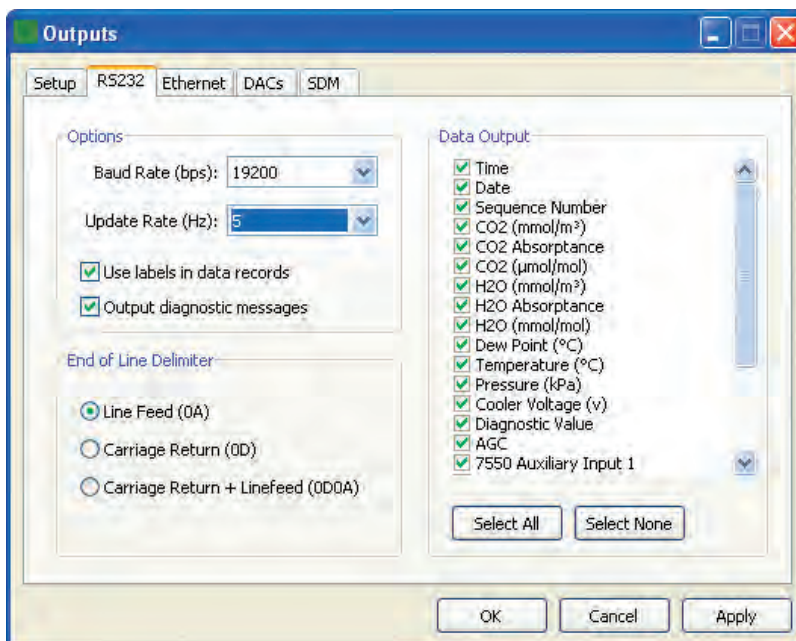 Outputs
Setup RS232 Ethernet DACs SDM
Options
Baud Rate (bps): 19200
Update Rate (Hz): 5
Use labels in data records
Output diagnostic messages
End of Line Delimiter
Line Feed (0A)
Carriage Return (0D)
Carriage Return + Linefeed (0D0A)
Data Output
Time
Date
Sequence Number
CO2 (mmol/m³)
CO2 Absorptance
CO2 (µmol/mol)
H2O (mmol/m³)
H2O Absorptance
H2O (mmol/mol)
Dew Point (°C)
Temperature (°C)
Pressure (kPa)
Cooler Voltage (v)
Diagnostic Value
AGC
7550 Auxiliary Input 1
Select All Select None
OK Cancel Apply